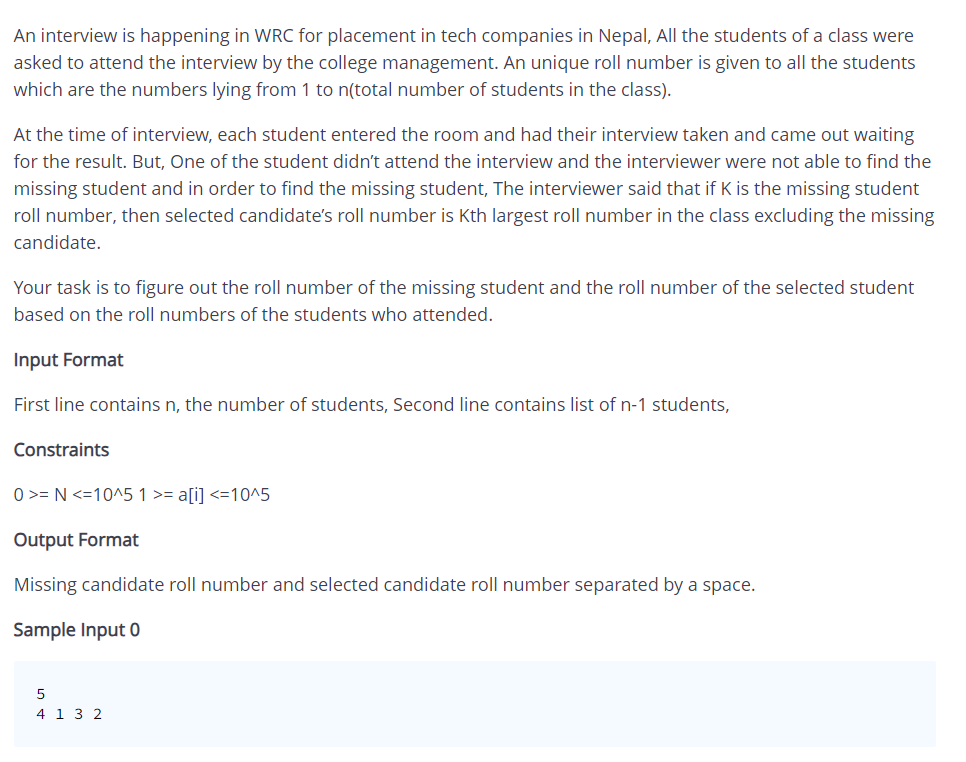 An interview is happening in WRC for placement in tech companies in Nepal, All the students of a class were
asked to attend the interview by the college management. An unique roll number is given to all the students
which are the numbers lying from 1 to n(total number of students in the class).
At the time of interview, each student entered the room and had their interview taken and came out waiting
for the result. But, One of the student didn’t attend the interview and the interviewer were not able to find the
missing student and in order to find the missing student, The interviewer said that if K is the missing student
roll number, then selected candidate’s roll number is Kth largest roll number in the class excluding the missing
candidate.
Your task is to figure out the roll number of the missing student and the roll number of the selected student
based on the roll numbers of the students who attended.
Input Format
First line contains n, the number of students, Second line contains list of n-1 students,
Constraints
0 >= N <=10^5 1 >= a[i] <=10^5
Output Format
Missing candidate roll number and selected candidate roll number separated by a space.
Sample Input 0
5
4 1 3 2